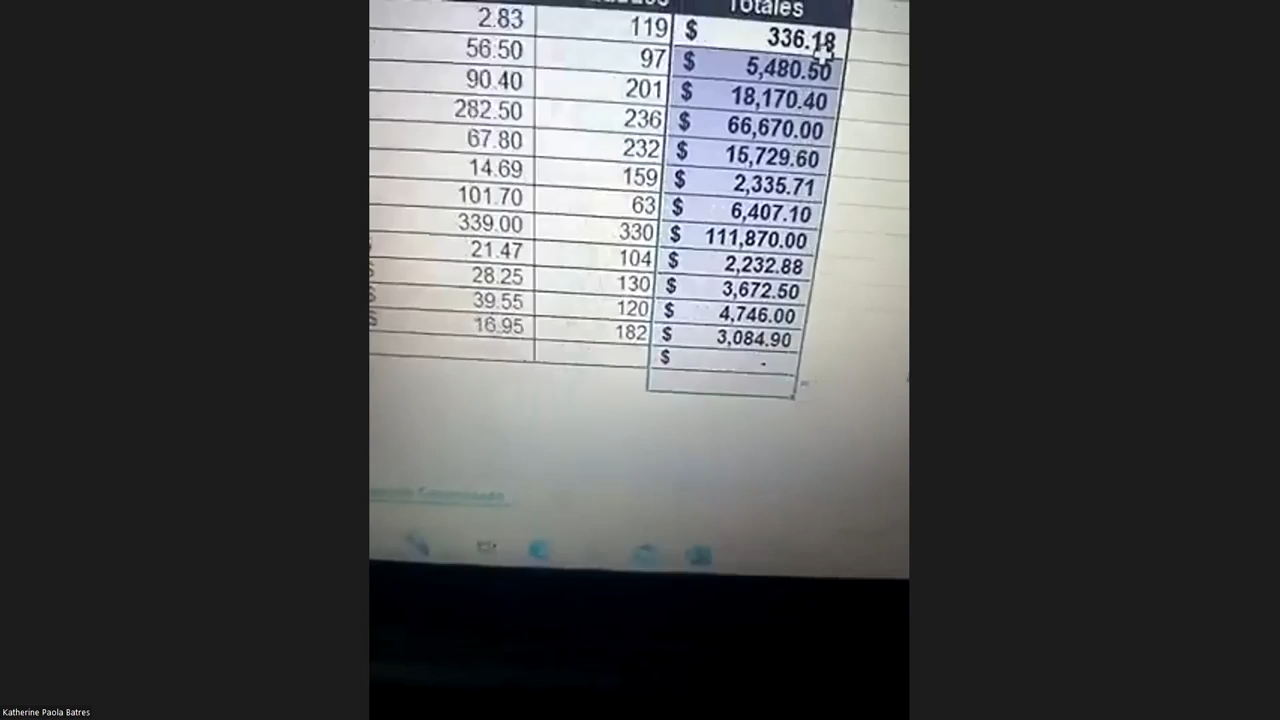 Totales
2.83 119 $ 336.18
56.50 97 $ 5,480.50
90.40 201 $ 18,170.40
282.50 236 $ 66,670.00
67.80 232 $ 15,729.60
14.69 159 $ 2,335.71
101.70 63 $ 6,407.10
339.00 330 $ 111,870.00
21.47 104 $ 2,232.88
$ 28.25 130 $ 3,672.50
$ 39.55 120 $ 4,746.00
$ 16.95 182 $ 3,084.90
$ -
Katherine Paola Batres